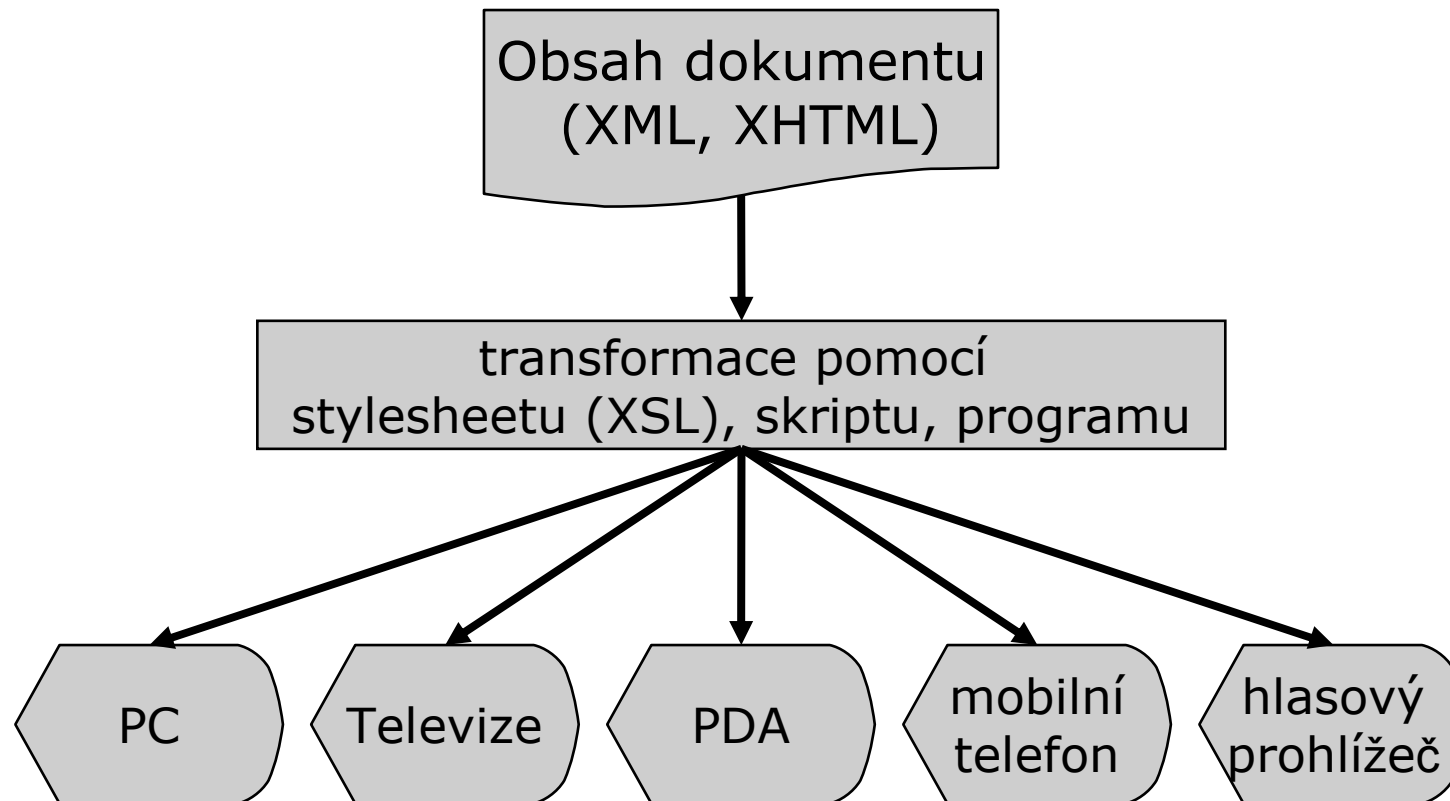 Obsah dokumentu
(XML, XHTML)
transformace pomocí
stylesheetu (XSL), skriptu, programu
PC
Televize
PDA
mobilní
telefon
hlasový
prohlížeč